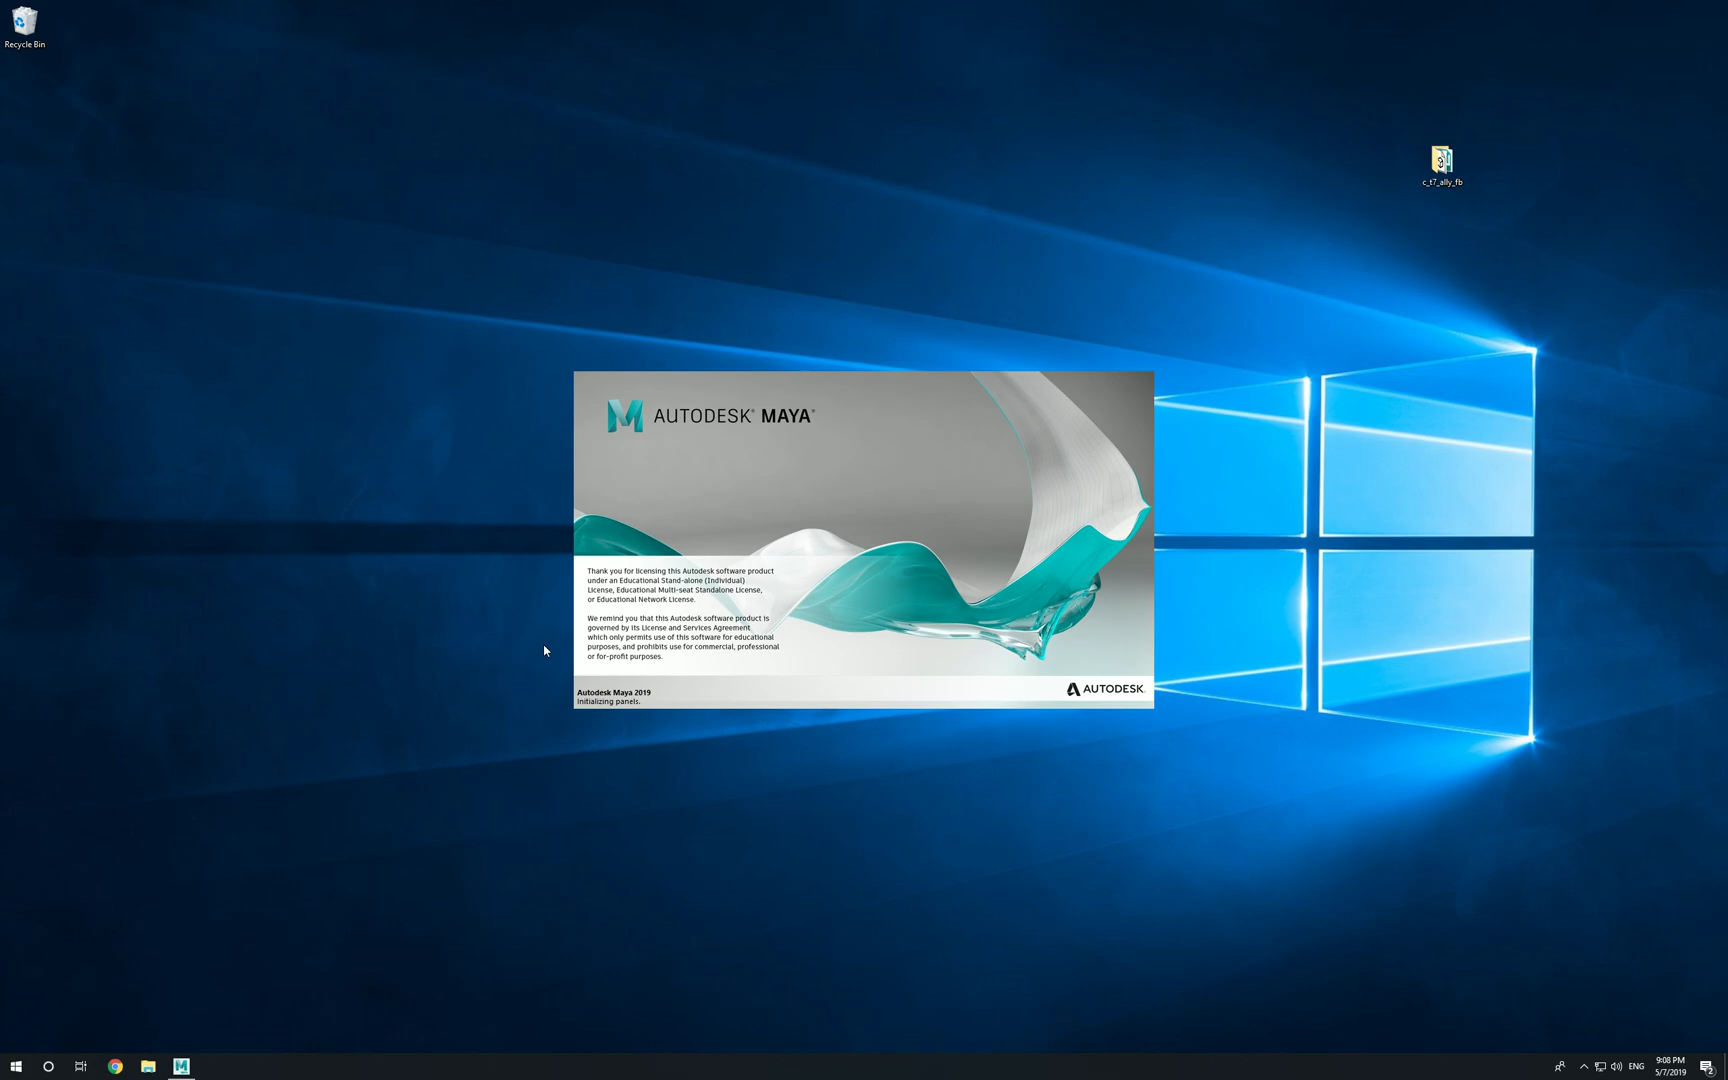 Recycle Bin
c_t7_ally_fb
AUTODESK® MAYA®
Thank you for licensing this Autodesk software product
under an Educational Stand-alone (Individual)
License, Educational Multi-seat Standalone License,
or Educational Network License.
We remind you that this Autodesk software product is
governed by its License and Services Agreement
which only permits use of this software for educational
purposes, and prohibits use for commercial, professional
or for-profit purposes.
Autodesk Maya 2019
Initializing panels.
AUTODESK.
ENG
9:08 PM
5/7/2019
2